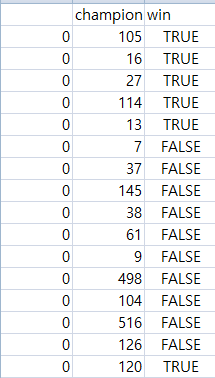 champion win
0 105 TRUE
0 16 TRUE
0 27 TRUE
0 114 TRUE
0 13 TRUE
0 7 FALSE
0 37 FALSE
0 145 FALSE
0 38 FALSE
0 61 FALSE
0 9 FALSE
0 498 FALSE
0 104 FALSE
0 516 FALSE
0 126 FALSE
0 120 TRUE